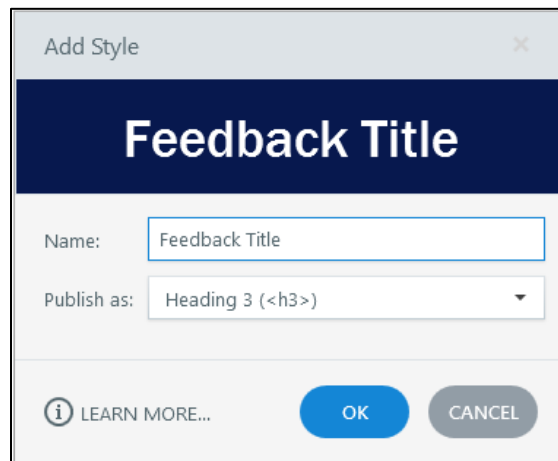 Add Style
Feedback Title
Name: Feedback Title
Publish as: Heading 3 (<h3>)
LEARN MORE... OK CANCEL